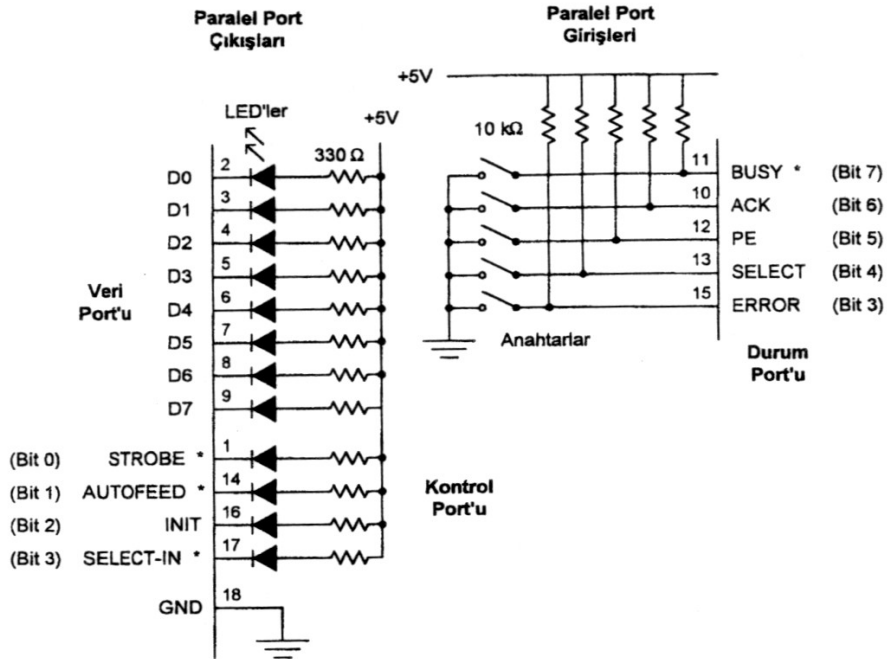 Paralel Port
Çıkışları
Paralel Port
Girişleri
+5V
LED'ler
+5V
330 Ω
10 kΩ
D0 2
D1 3
D2 4
D3 5
D4 6
D5 7
D6 8
D7 9
Veri
Port'u
(Bit 0) STROBE * 1
(Bit 1) AUTOFEED * 14
(Bit 2) INIT 16
(Bit 3) SELECT-IN * 17
GND 18
Kontrol
Port'u
11 BUSY * (Bit 7)
10 ACK (Bit 6)
12 PE (Bit 5)
13 SELECT (Bit 4)
15 ERROR (Bit 3)
Anahtarlar
Durum
Port'u